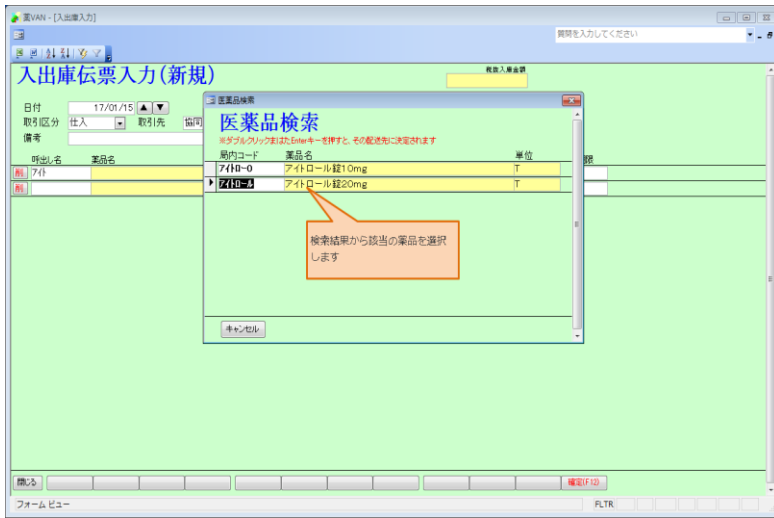 薬VAN - [入出庫入力]
質問を入力してください
入出庫伝票入力(新規)
税抜入庫金額
日付 17/01/15 ▲ ▼
取引区分 仕入 取引先 協同
備考
呼出し名 薬品名
削 アイト
削
医薬品検索
医薬品検索
※ダブルクリックまたはEnterキーを押すと、その配送先に決定されます
局内コード 薬品名 単位
アイトロ-0 アイトロール錠10mg T
アイトロール アイトロール錠20mg T
検索結果から該当の薬品を選択
します
キャンセル
閉じる 確定(F12)
フォーム ビュー FLTR